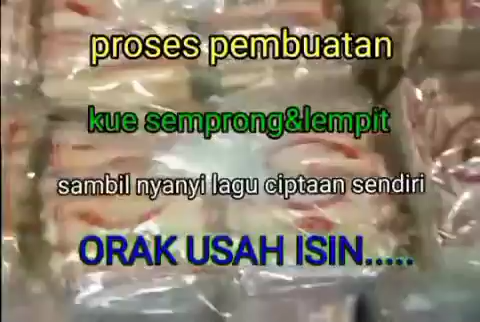 proses pembuatan
kue semprong&lempit
sambil nyanyi lagu ciptaan sendiri
ORAK USAH ISIN.....